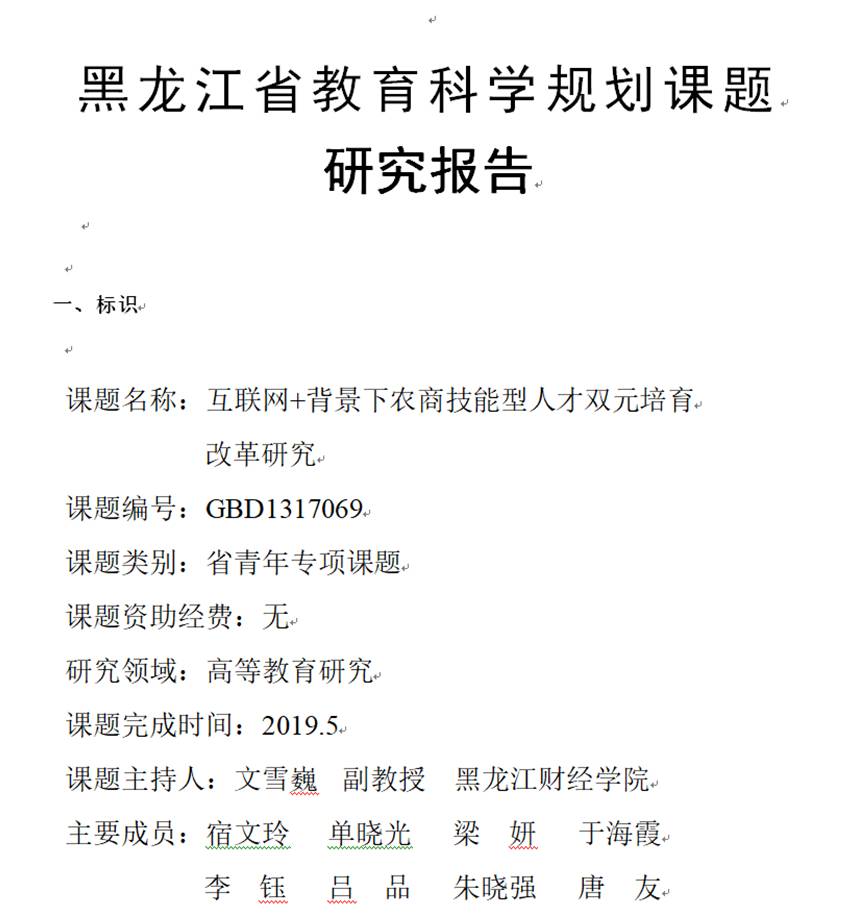 黑龙江省教育科学规划课题
研究报告
一、标识
课题名称：互联网+背景下农商技能型人才双元培育
改革研究
课题编号：GBD1317069
课题类别：省青年专项课题
课题资助经费：无
研究领域：高等教育研究
课题完成时间：2019.5
课题主持人：文雪巍 副教授 黑龙江财经学院
主要成员：宿文玲 单晓光 梁 妍 于海霞
李 钰 吕 品 朱晓强 唐 友